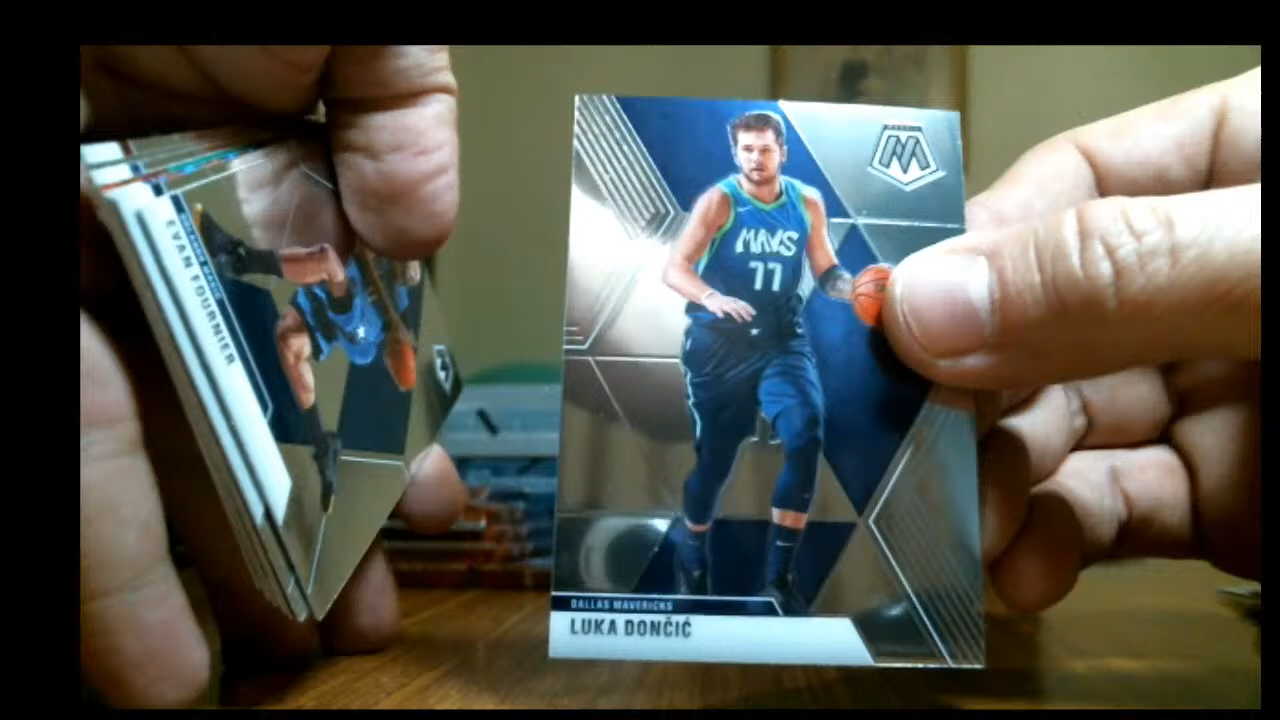 EVAN FOURNIER
MAVS
77
DALLAS MAVERICKS
LUKA DONČIĆ